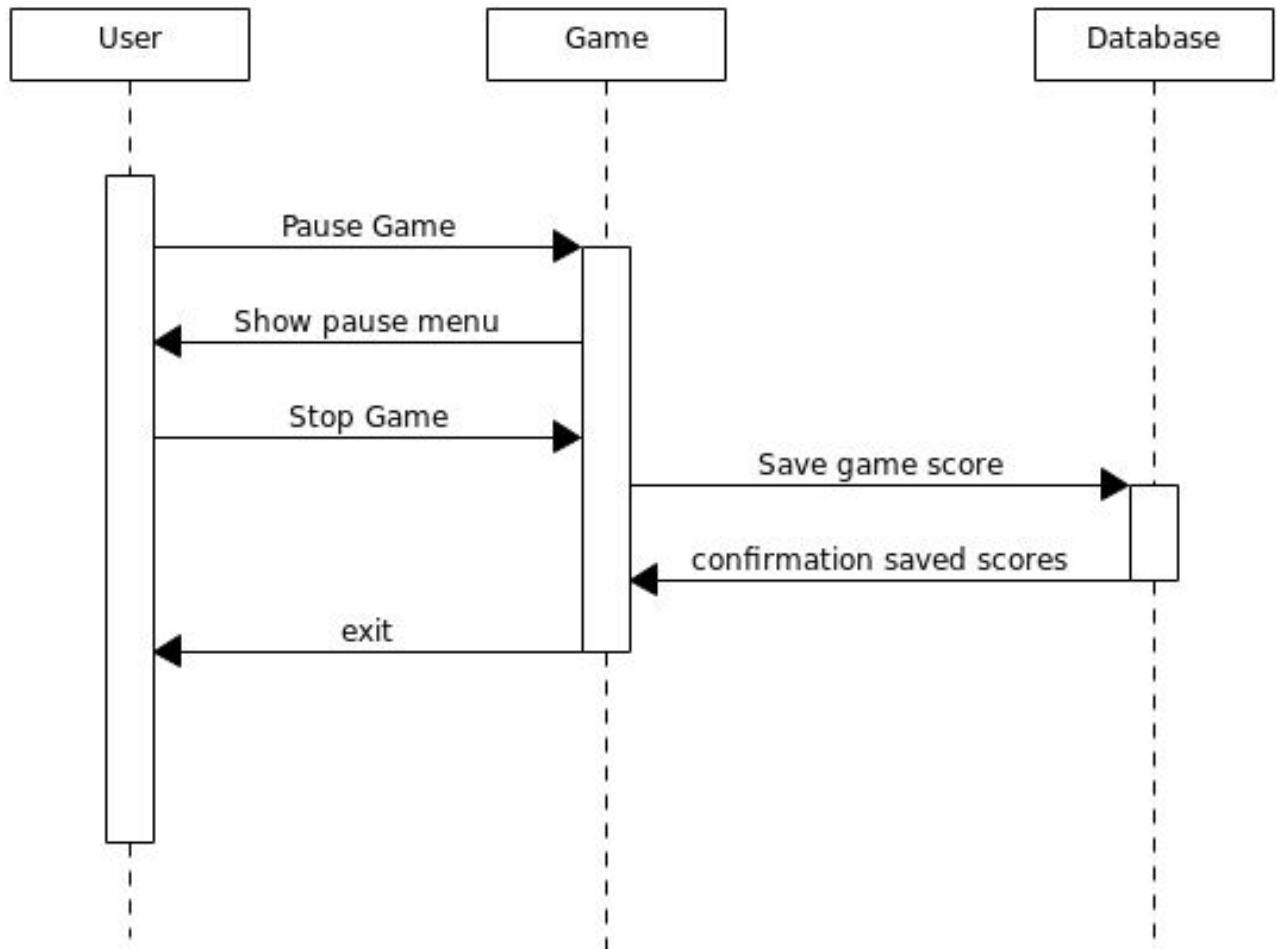 User
Game
Database
Pause Game
Show pause menu
Stop Game
Save game score
confirmation saved scores
exit